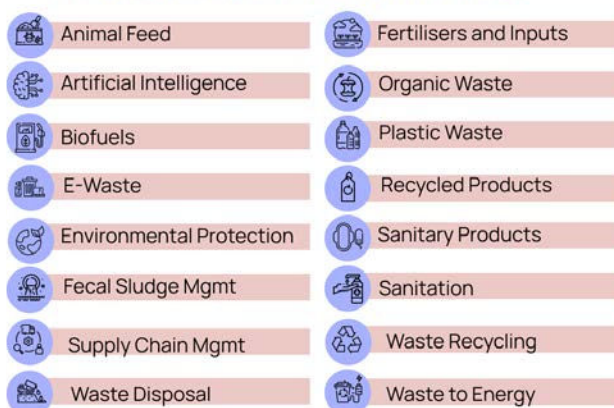 Animal Feed
Artificial Intelligence
Biofuels
E-Waste
Environmental Protection
Fecal Sludge Mgmt
Supply Chain Mgmt
Waste Disposal
Fertilisers and Inputs
Organic Waste
Plastic Waste
Recycled Products
Sanitary Products
Sanitation
Waste Recycling
Waste to Energy